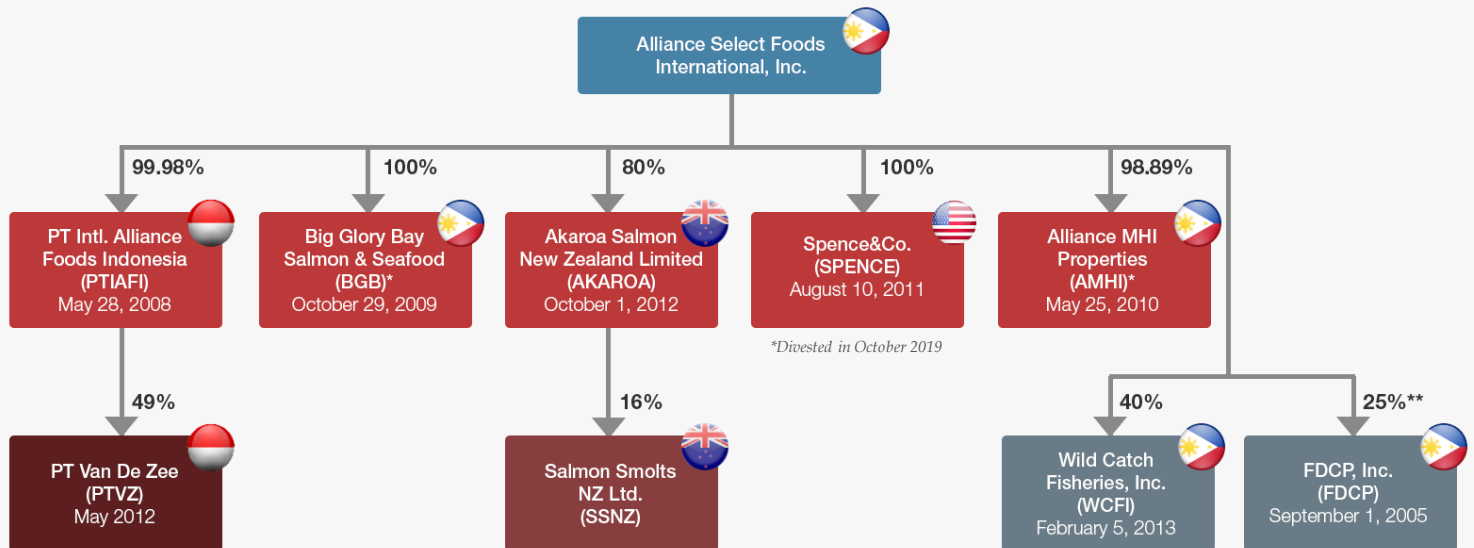 Alliance Select Foods
International, Inc.
99.98%
100%
80%
100%
98.89%
PT Intl. Alliance
Foods Indonesia
(PTIAFI)
May 28, 2008
Big Glory Bay
Salmon & Seafood
(BGB)*
October 29, 2009
Akaroa Salmon
New Zealand Limited
(AKAROA)
October 1, 2012
Spence&Co.
(SPENCE)
August 10, 2011
Alliance MHI
Properties
(AMHI)*
May 25, 2010
*Divested in October 2019
49%
16%
40%
25%**
PT Van De Zee
(PTVZ)
May 2012
Salmon Smolts
NZ Ltd.
(SSNZ)
Wild Catch
Fisheries, Inc.
(WCFI)
February 5, 2013
FDCP, Inc.
(FDCP)
September 1, 2005